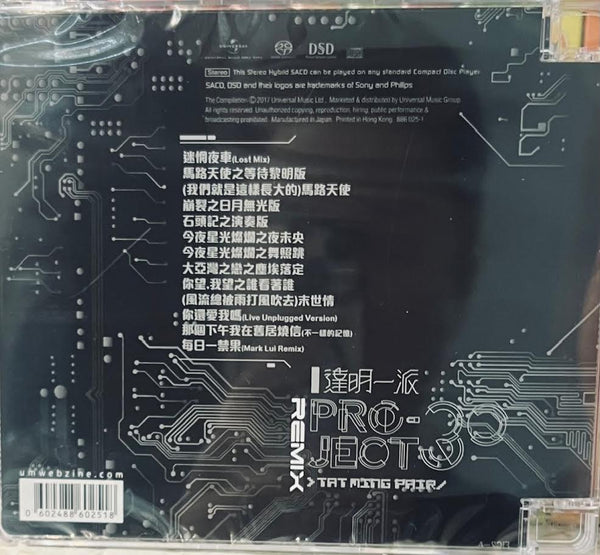 UNIVERSAL
DSD
Stereo This Stereo Hybrid SACD can be played on any standard Compact Disc Player
SACD, DSD and their logos are trademarks of Sony and Philips
The Compilation Ⓟ©2017 Universal Music Ltd., Marketed & distributed by Universal Music Group
All rights reserved. Unauthorized copying, reproduction, hiring, public performance &
broadcasting prohibited. Manufactured in Japan. Printed in Hong Kong. 886 025-1
迷惘夜車(Lost Mix)
馬路天使之等待黎明版
(我們就是這樣長大的)馬路天使
崩裂之日月無光版
石頭記之演奏版
今夜星光燦爛之夜未央
今夜星光燦爛之舞照跳
大亞灣之戀之塵埃落定
你望,我望之誰看著誰
(風流總被雨打風吹去)末世情
你還愛我嗎(Live Unplugged Version)
那個下午我在舊居燒信(不一樣的記憶)
每日一禁果(Mark Lui Remix)
達明一派
PRO-
JECT 30
REMIX
>TAT MING PAIR/
umwebzine.com
0 602488 602518